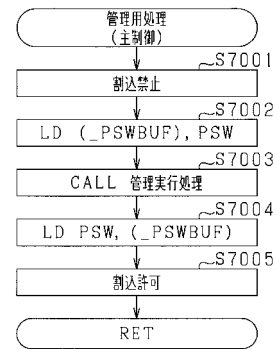 管理用処理
(主制御)
S7001
割込禁止
S7002
LD (_PSWBUF), PSW
S7003
CALL 管理実行処理
S7004
LD PSW, (_PSWBUF)
S7005
割込許可
RET